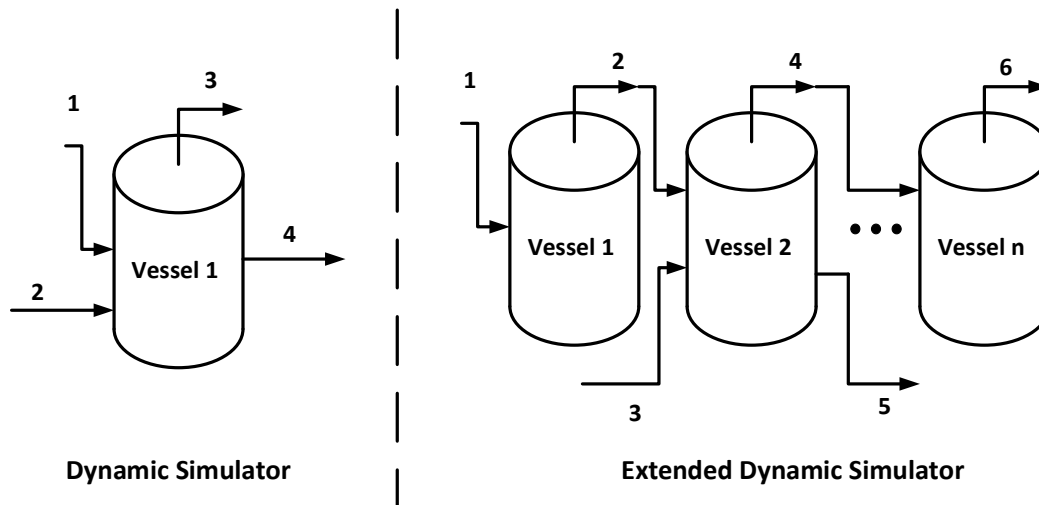 3
1
4
Vessel 1
2
Dynamic Simulator
1
2
4
6
Vessel 1
Vessel 2
Vessel n
3
5
Extended Dynamic Simulator